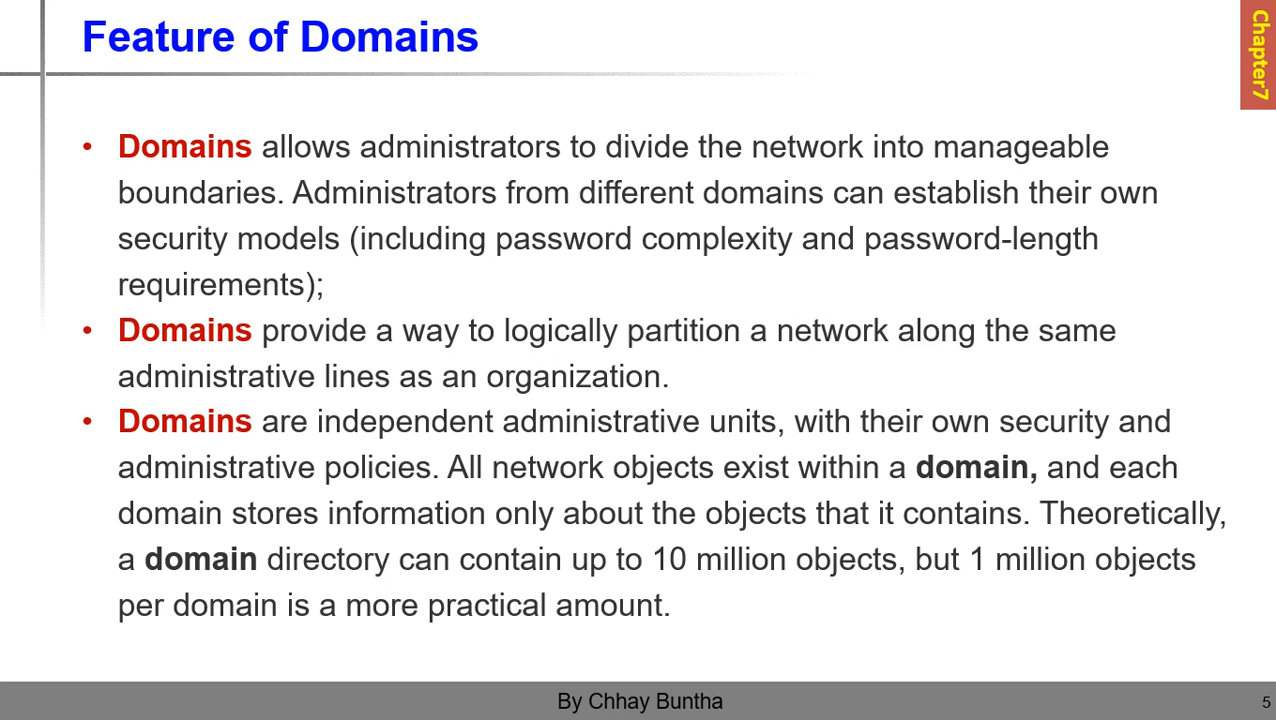 Feature of Domains
Chapter7
• Domains allows administrators to divide the network into manageable
boundaries. Administrators from different domains can establish their own
security models (including password complexity and password-length
requirements);
• Domains provide a way to logically partition a network along the same
administrative lines as an organization.
• Domains are independent administrative units, with their own security and
administrative policies. All network objects exist within a domain, and each
domain stores information only about the objects that it contains. Theoretically,
a domain directory can contain up to 10 million objects, but 1 million objects
per domain is a more practical amount.
By Chhay Buntha
5